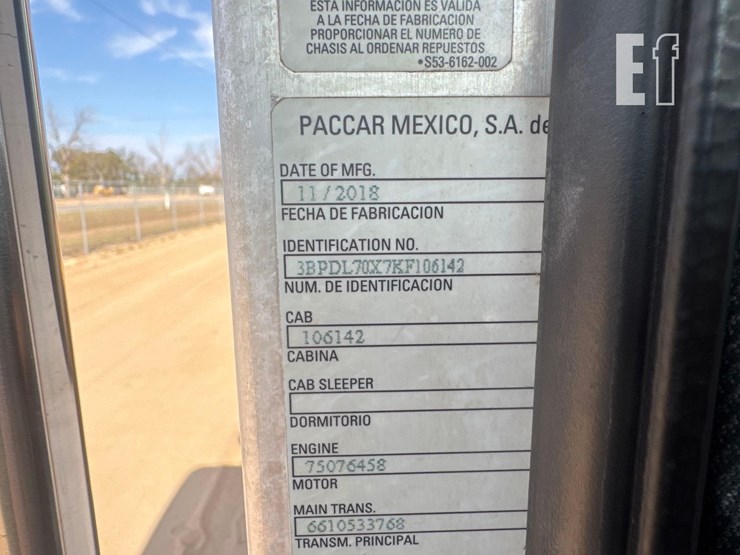 ESTA INFORMACION ES VALIDA
A LA FECHA DE FABRICACION
PROPORCIONAR EL NUMERO DE
CHASIS AL ORDENAR REPUESTOS
•S53-6162-002
Ef
PACCAR MEXICO, S.A. de
DATE OF MFG.
11/2018
FECHA DE FABRICACION
IDENTIFICATION NO.
3BPDL70X7KF106142
NUM. DE IDENTIFICACION
CAB
106142
CABINA
CAB SLEEPER
DORMITORIO
ENGINE
75076458
MOTOR
MAIN TRANS.
6610533768
TRANSM. PRINCIPAL